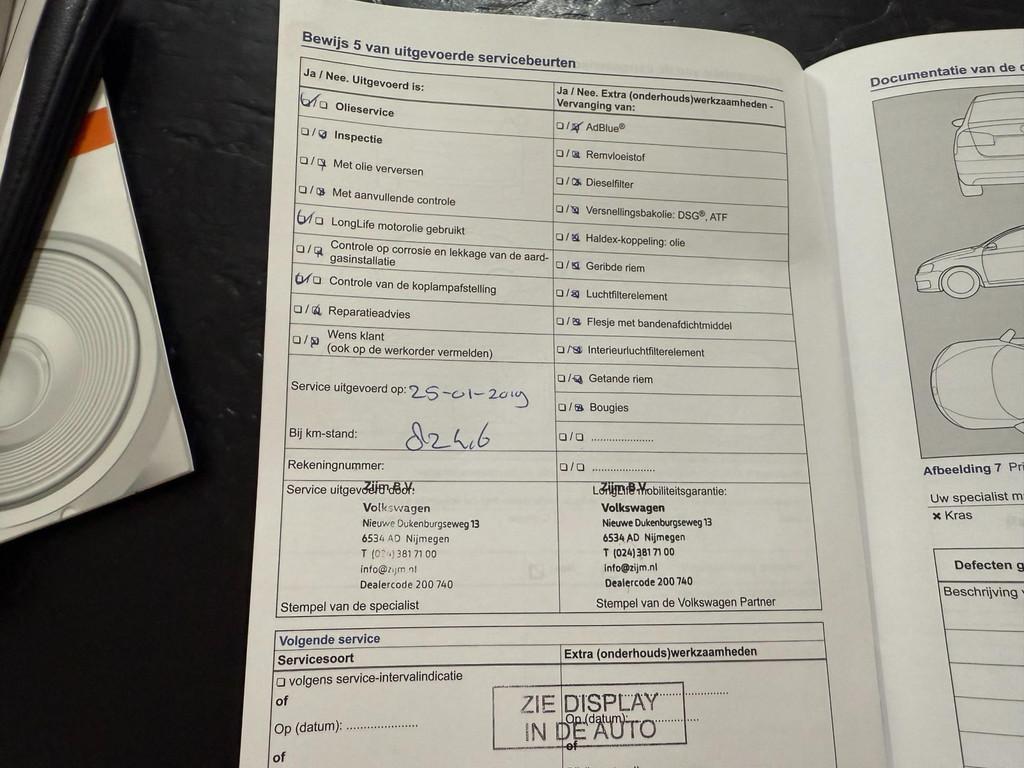 Bewijs 5 van uitgevoerde servicebeurten
Ja / Nee. Uitgevoerd is:
Olieservice
Inspectie
Met olie verversen
Met aanvullende controle
LongLife motorolie gebruikt
Controle op corrosie en lekkage van de aard-
gasinstallatie
Controle van de koplampafstelling
Reparatieadvies
Wens klant
(ook op de werkorder vermelden)
Service uitgevoerd op: 25-01-2019
Bij km-stand:
Rekeningnummer:
Service uitgevoerd door:
Zijm B.V.
Volkswagen
Nieuwe Dukenburgseweg 13
6534 AD Nijmegen
T (024) 381 71 00
info@zijm.nl
Dealercode 200 740
Stempel van de specialist
Ja / Nee. Extra (onderhouds)werkzaamheden -
Vervanging van:
AdBlue®
Remvloeistof
Dieselfilter
Versnellingsbakolie: DSG®, ATF
Haldex-koppeling: olie
Geribde riem
Luchtfilterelement
Flesje met bandenafdichtmiddel
Interieurluchtfilterelement
Getande riem
Bougies
.....................
.....................
LongLife mobiliteitsgarantie:
Zijm B.V.
Volkswagen
Nieuwe Dukenburgseweg 13
6534 AD Nijmegen
T (024) 381 71 00
info@zijm.nl
Dealercode 200 740
Stempel van de Volkswagen Partner
Volgende service
Servicesoort
volgens service-intervalindicatie
of
Op (datum): ....................
of
Extra (onderhouds)werkzaamheden
ZIE DISPLAY
IN DE AUTO
Op (datum):
of
Documentatie van de
Afbeelding 7
Uw specialist
× Kras
Defecten
Beschrijving